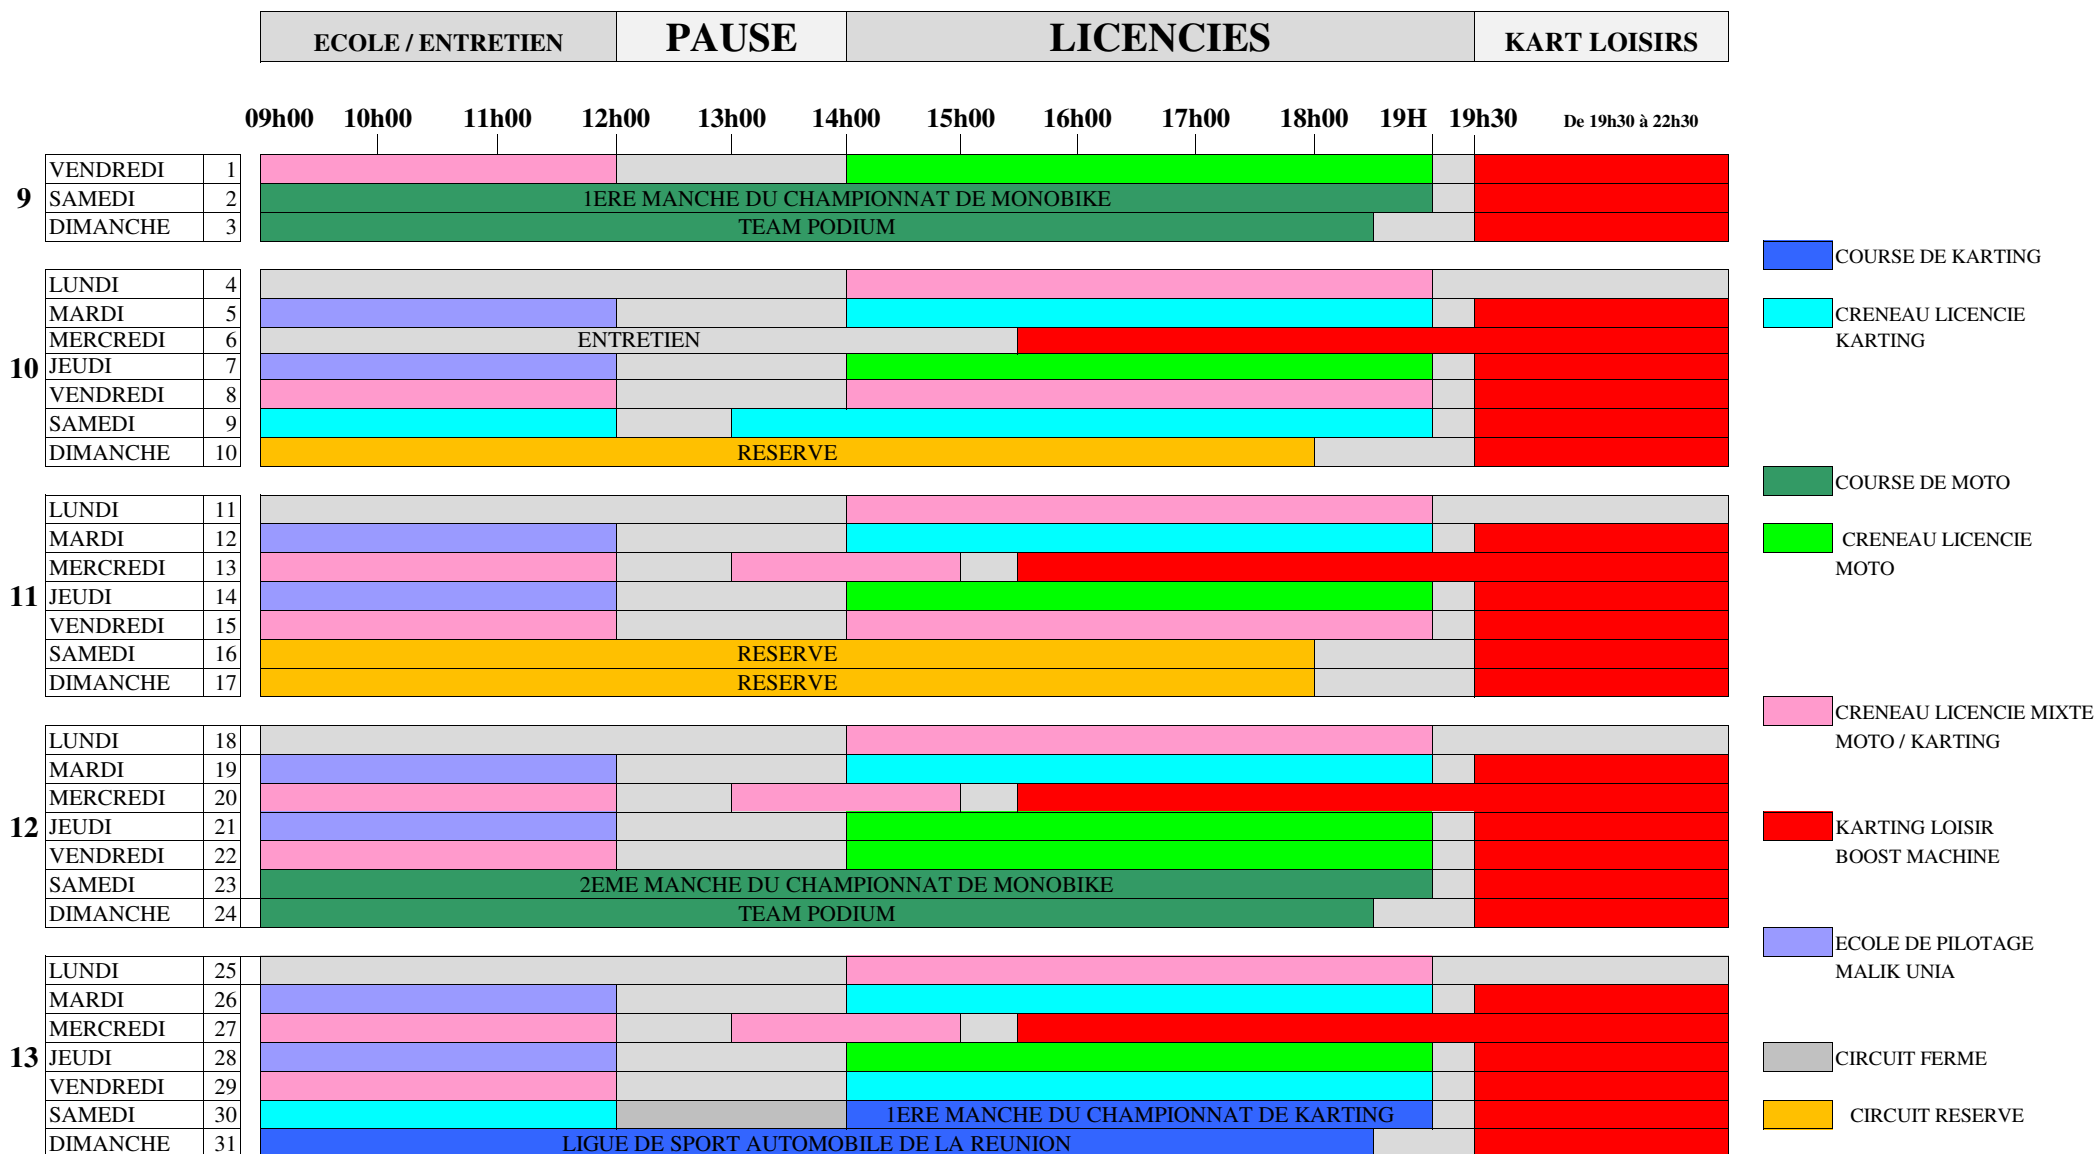 ECOLE / ENTRETIEN PAUSE LICENCIES KART LOISIRS
09h00 10h00 11h00 12h00 13h00 14h00 15h00 16h00 17h00 18h00 19H 19h30 De 19h30 à 22h30
9
VENDREDI 1
SAMEDI 2 1ERE MANCHE DU CHAMPIONNAT DE MONOBIKE
DIMANCHE 3 TEAM PODIUM
10
LUNDI 4
MARDI 5
MERCREDI 6 ENTRETIEN
JEUDI 7
VENDREDI 8
SAMEDI 9
DIMANCHE 10 RESERVE
11
LUNDI 11
MARDI 12
MERCREDI 13
JEUDI 14
VENDREDI 15
SAMEDI 16 RESERVE
DIMANCHE 17 RESERVE
12
LUNDI 18
MARDI 19
MERCREDI 20
JEUDI 21
VENDREDI 22
SAMEDI 23 2EME MANCHE DU CHAMPIONNAT DE MONOBIKE
DIMANCHE 24 TEAM PODIUM
13
LUNDI 25
MARDI 26
MERCREDI 27
JEUDI 28
VENDREDI 29
SAMEDI 30 1ERE MANCHE DU CHAMPIONNAT DE KARTING
DIMANCHE 31 LIGUE DE SPORT AUTOMOBILE DE LA REUNION
COURSE DE KARTING
CRENEAU LICENCIE
KARTING
COURSE DE MOTO
CRENEAU LICENCIE
MOTO
CRENEAU LICENCIE MIXTE
MOTO / KARTING
KARTING LOISIR
BOOST MACHINE
ECOLE DE PILOTAGE
MALIK UNIA
CIRCUIT FERME
CIRCUIT RESERVE